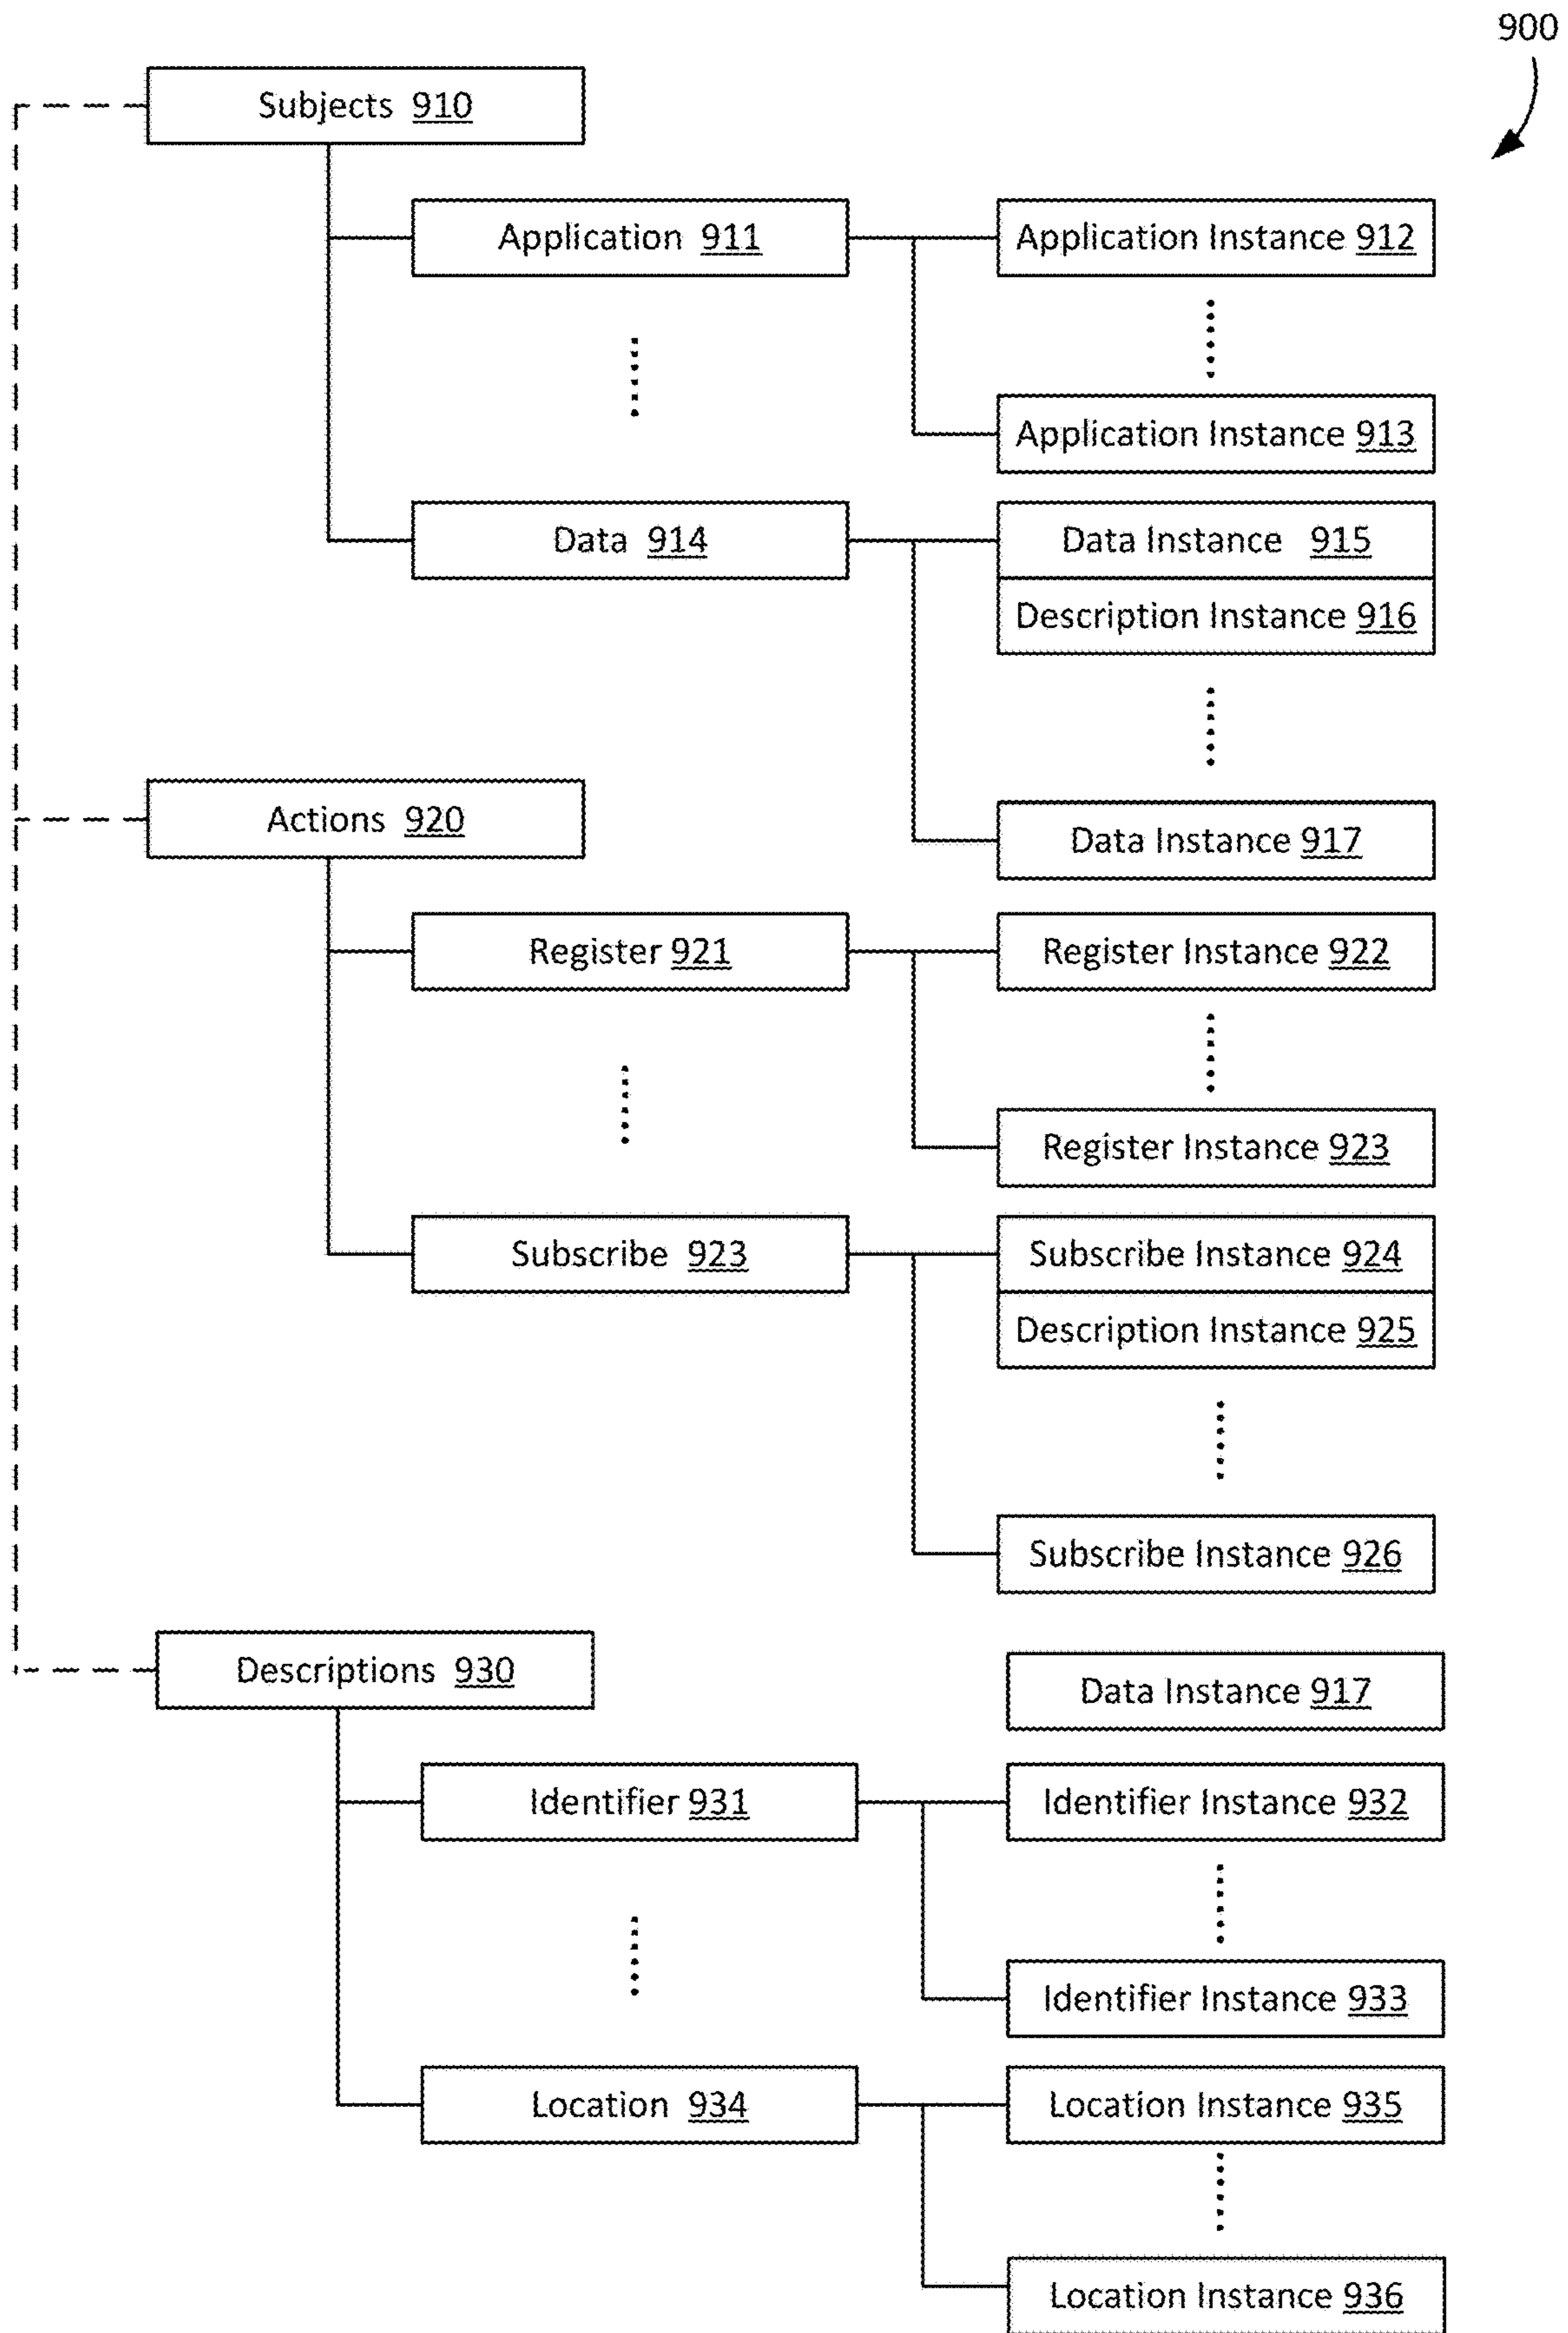 900
Subjects 910
Application 911
Application Instance 912
Application Instance 913
Data 914
Data Instance 915
Description Instance 916
Actions 920
Data Instance 917
Register 921
Register Instance 922
Register Instance 923
Subscribe 923
Subscribe Instance 924
Description Instance 925
Subscribe Instance 926
Descriptions 930
Data Instance 917
Identifier 931
Identifier Instance 932
Identifier Instance 933
Location 934
Location Instance 935
Location Instance 936